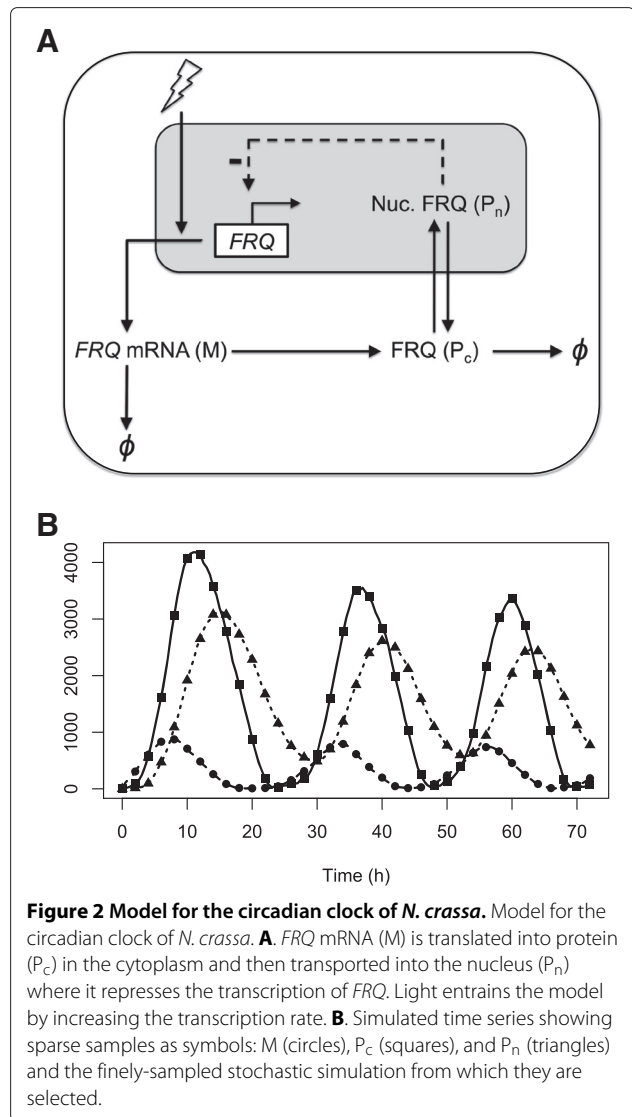 A
-
FRQ
Nuc. FRQ (Pn)
FRQ mRNA (M)
FRQ (Pc)
ϕ
ϕ
B
4000
3000
2000
1000
0
0 10 20 30 40 50 60 70
Time (h)
Figure 2 Model for the circadian clock of N. crassa. Model for the
circadian clock of N. crassa. A. FRQ mRNA (M) is translated into protein
(Pc) in the cytoplasm and then transported into the nucleus (Pn)
where it represses the transcription of FRQ. Light entrains the model
by increasing the transcription rate. B. Simulated time series showing
sparse samples as symbols: M (circles), Pc (squares), and Pn (triangles)
and the finely-sampled stochastic simulation from which they are
selected.